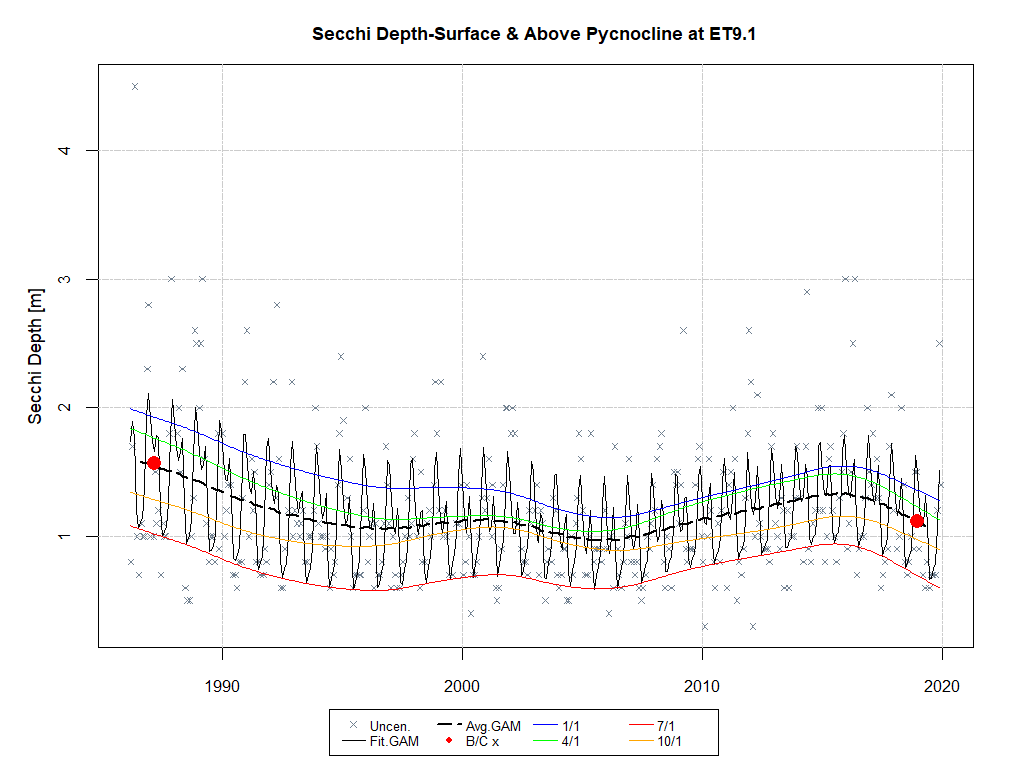 Secchi Depth-Surface & Above Pycnocline at ET9.1
Secchi Depth [m]
4
3
2
1
1990 2000 2010 2020
Uncen. Avg.GAM 1/1 7/1
Fit.GAM B/C x 4/1 10/1